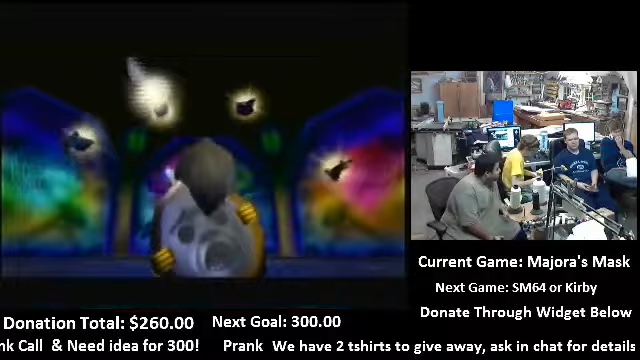 Current Game: Majora's Mask
Next Game: SM64 or Kirby
Donate Through Widget Below
Donation Total: $260.00 Next Goal: 300.00
nk Call & Need idea for 300! Prank We have 2 tshirts to give away, ask in chat for details